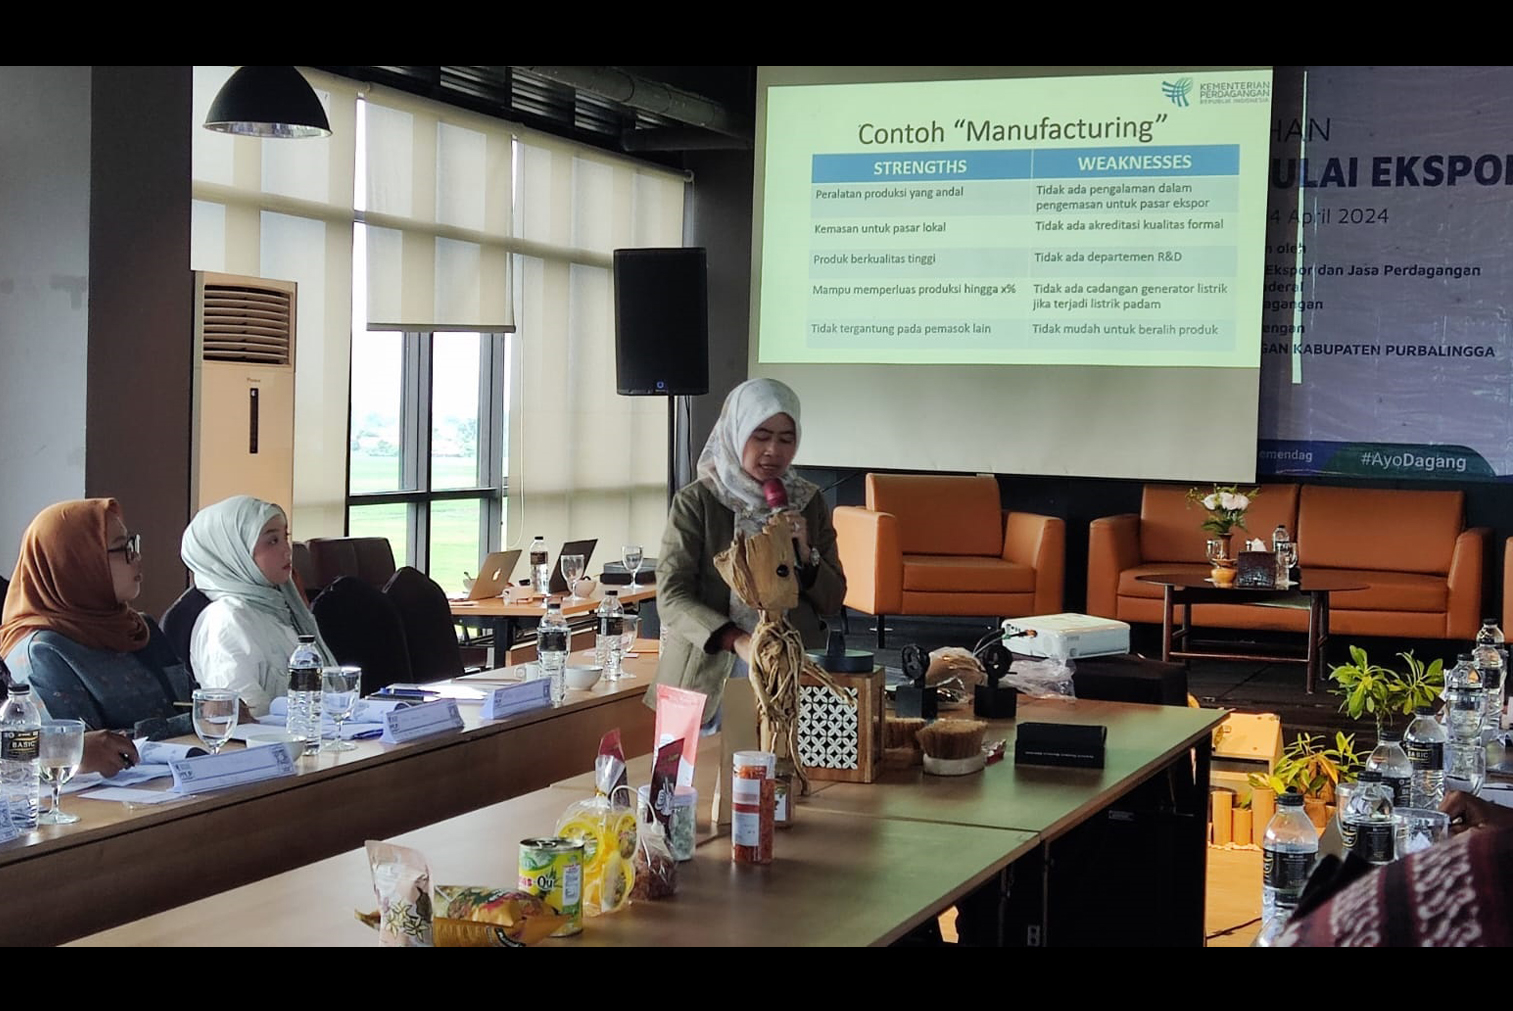 KEMENTERIAN
PERDAGANGAN
REPUBLIK INDONESIA
Contoh “Manufacturing”
STRENGTHS
WEAKNESSES
Peralatan produksi yang andal
Tidak ada pengalaman dalam
pengemasan untuk pasar ekspor
Kemasan untuk pasar lokal
Tidak ada akreditasi kualitas formal
Produk berkualitas tinggi
Tidak ada departemen R&D
Mampu memperluas produksi hingga x%
Tidak ada cadangan generator listrik
jika terjadi listrik padam
Tidak tergantung pada pemasok lain
Tidak mudah untuk beralih produk
HAN
ULAI EKSPOR
4 April 2024
oleh
Ekspor dan Jasa Perdagangan
deral
dagangan
engan
GAN KABUPATEN PURBALINGGA
emendag
#AyoDagang
BASIC
BASIC